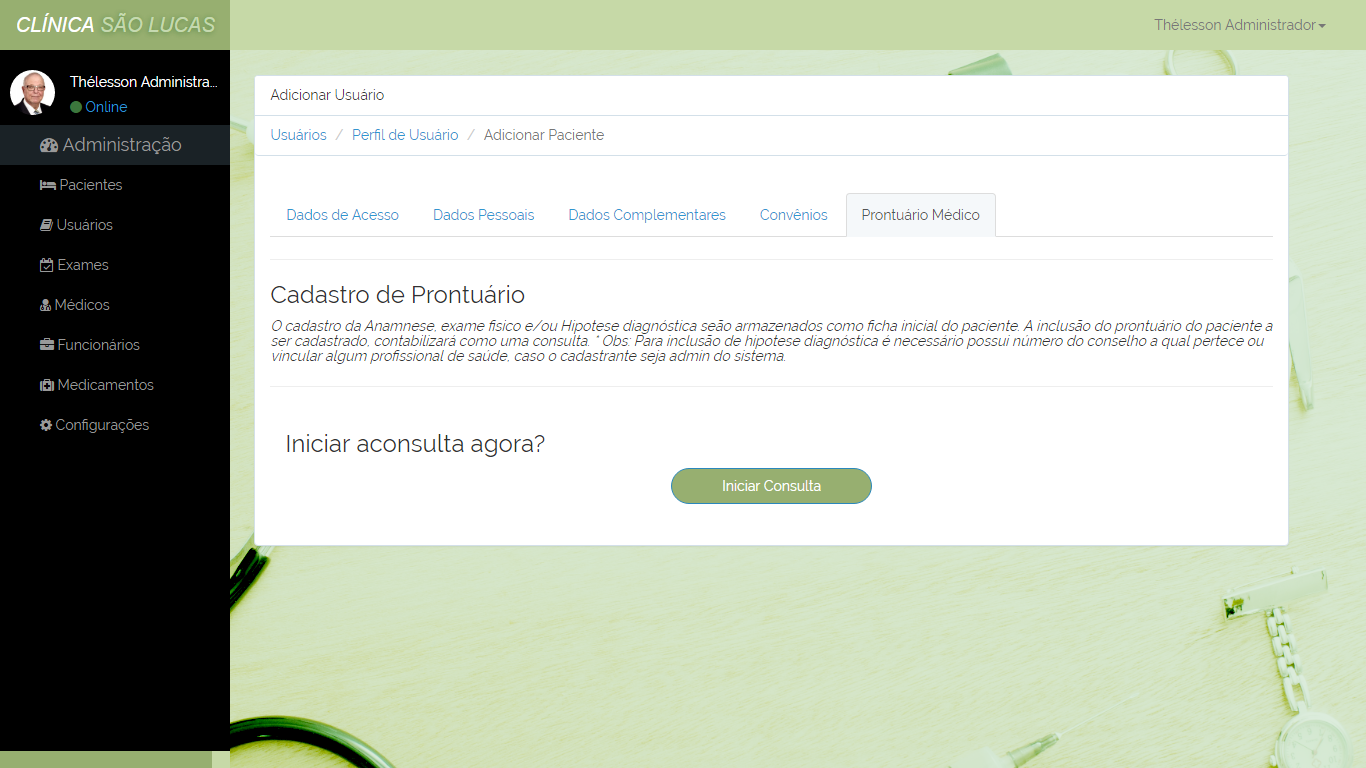 CLÍNICA SÃO LUCAS
Thélesson Administrador
Thélesson Administra...
Online
Administração
Pacientes
Usuários
Exames
Médicos
Funcionários
Medicamentos
Configurações
Adicionar Usuário
Usuários / Perfil de Usuário / Adicionar Paciente
Dados de Acesso Dados Pessoais Dados Complementares Convênios Prontuário Médico
Cadastro de Prontuário
O cadastro da Anamnese, exame fisico e/ou Hipotese diagnóstica seão armazenados como ficha inicial do paciente. A inclusão do prontuário do paciente a
ser cadastrado, contabilizará como uma consulta. * Obs: Para inclusão de hipotese diagnóstica é necessário possui número do conselho a qual pertece ou
vincular algum profissional de saúde, caso o cadastrante seja admin do sistema.
Iniciar aconsulta agora?
Iniciar Consulta